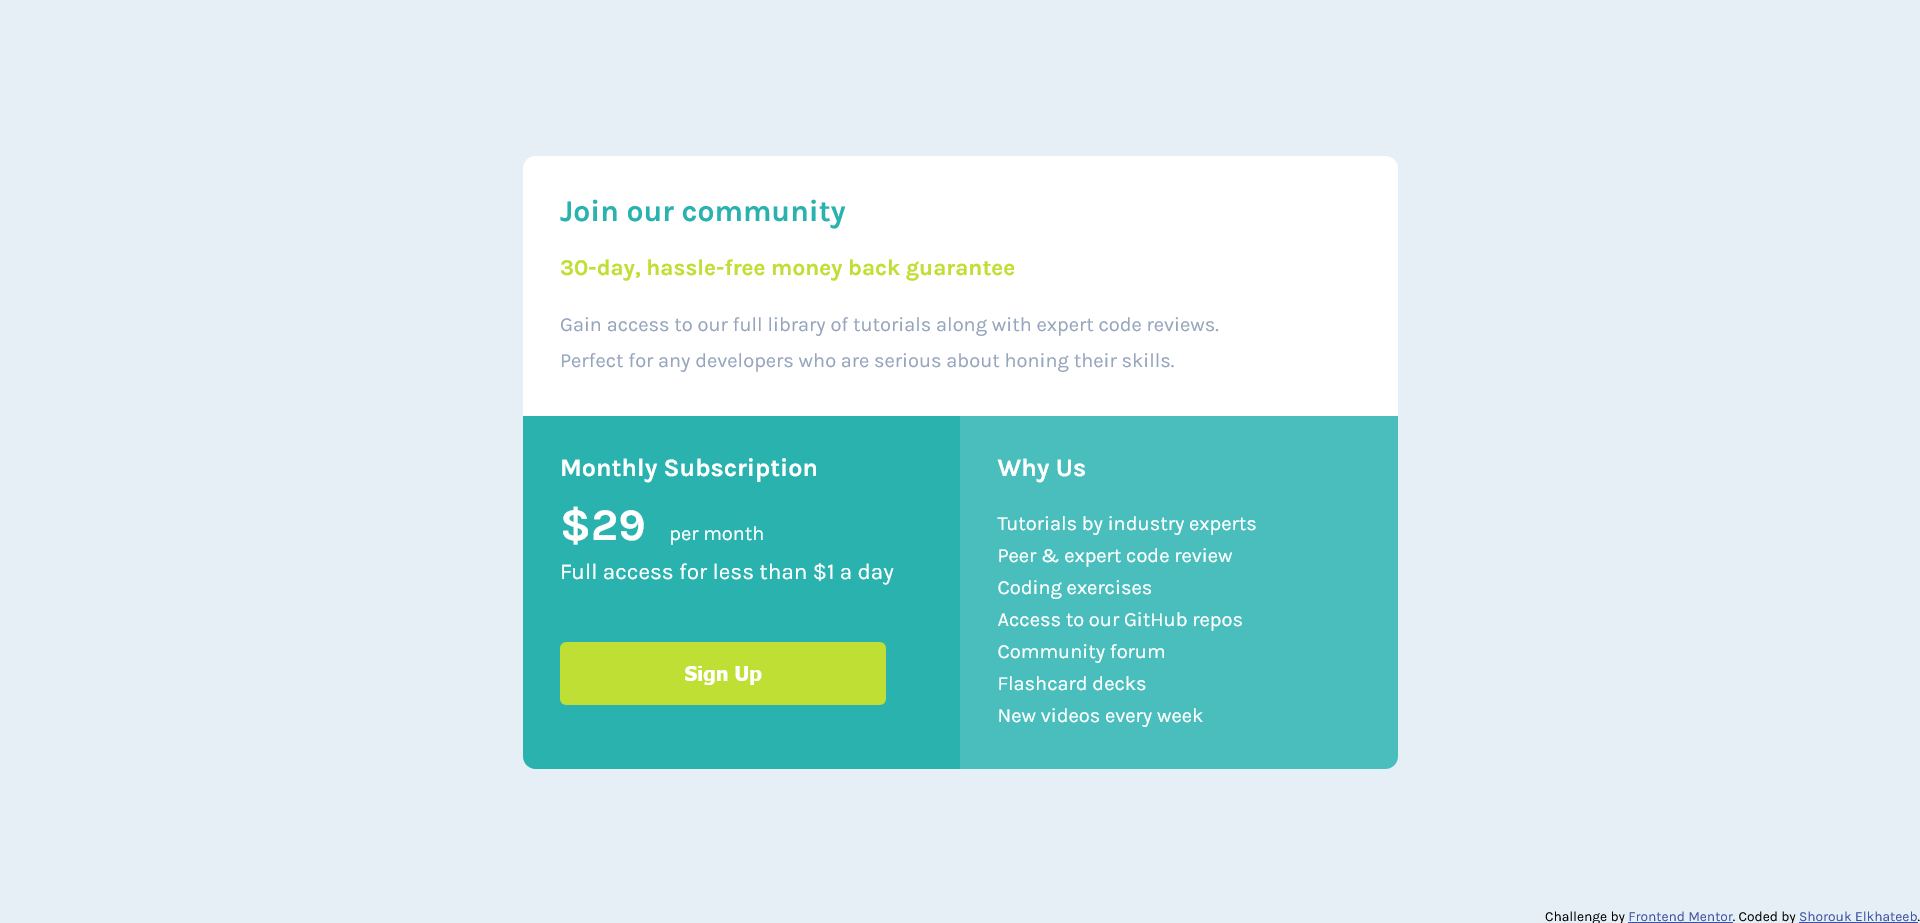 Join our community
30-day, hassle-free money back guarantee
Gain access to our full library of tutorials along with expert code reviews.
Perfect for any developers who are serious about honing their skills.
Monthly Subscription
$29 per month
Full access for less than $1 a day
Sign Up
Why Us
Tutorials by industry experts
Peer & expert code review
Coding exercises
Access to our GitHub repos
Community forum
Flashcard decks
New videos every week
Challenge by Frontend Mentor. Coded by Shorouk Elkhateeb.